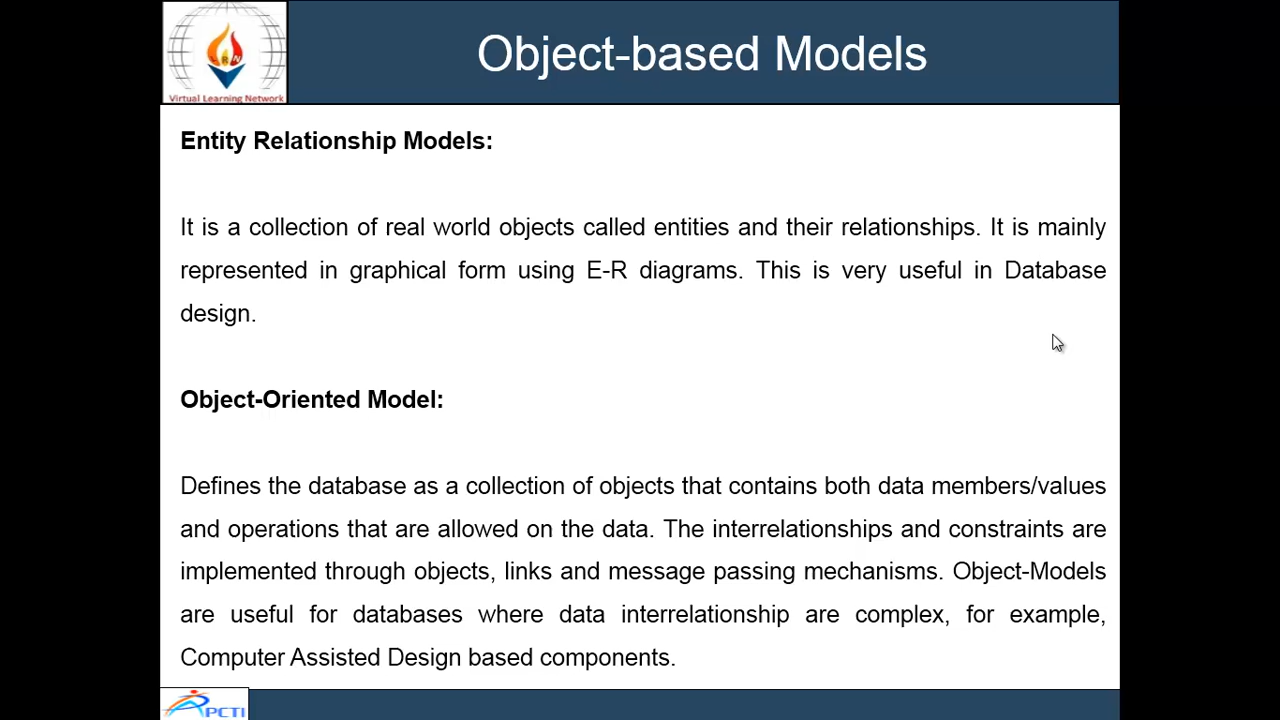 Object-based Models
Virtual Learning Network
Entity Relationship Models:
It is a collection of real world objects called entities and their relationships. It is mainly
represented in graphical form using E-R diagrams. This is very useful in Database
design.
Object-Oriented Model:
Defines the database as a collection of objects that contains both data members/values
and operations that are allowed on the data. The interrelationships and constraints are
implemented through objects, links and message passing mechanisms. Object-Models
are useful for databases where data interrelationship are complex, for example,
Computer Assisted Design based components.
PCTI